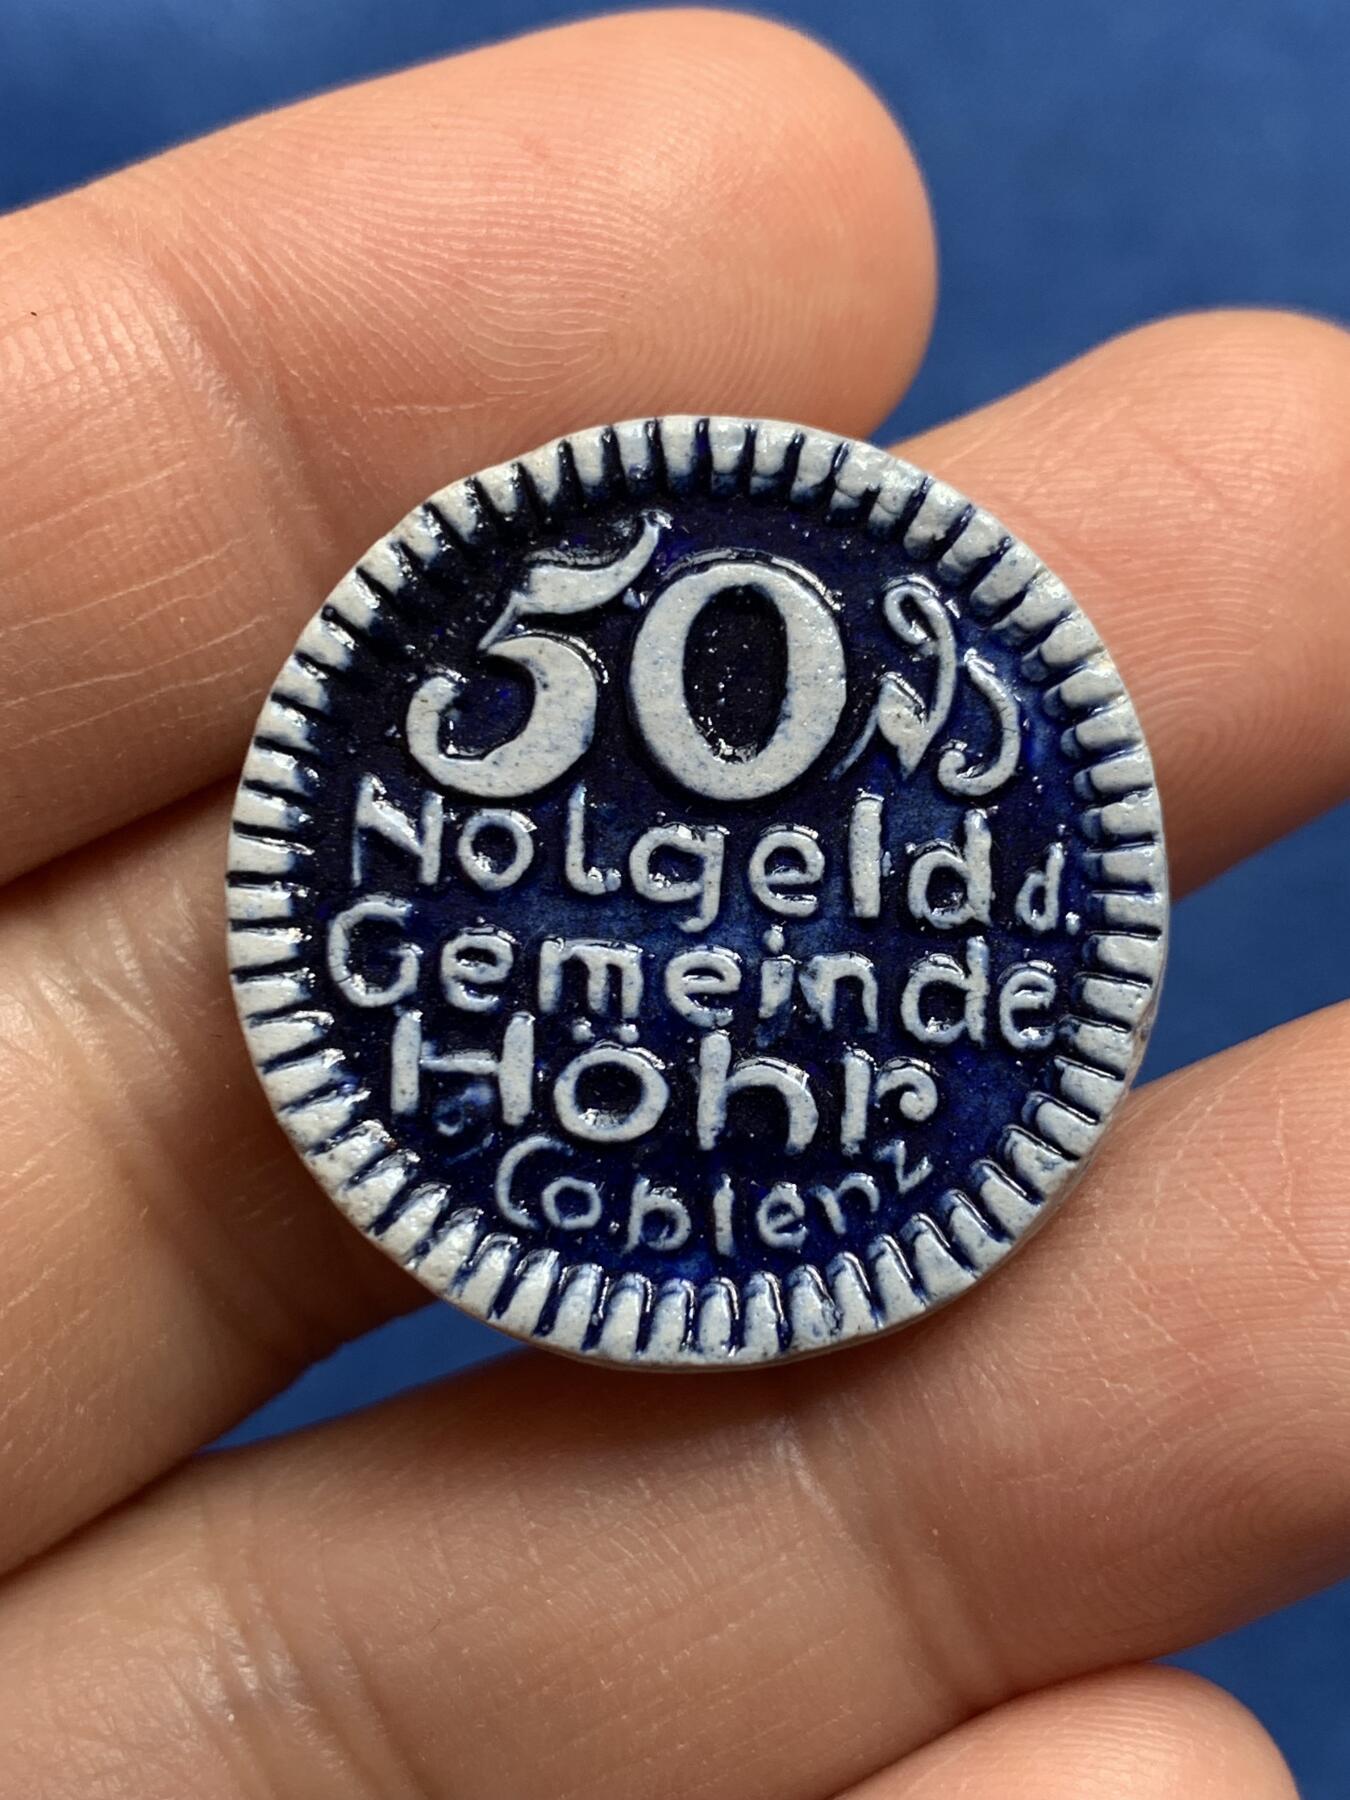 50 ₰
Notgeld d.
Gemeinde
Höhr
b/ Coblenz